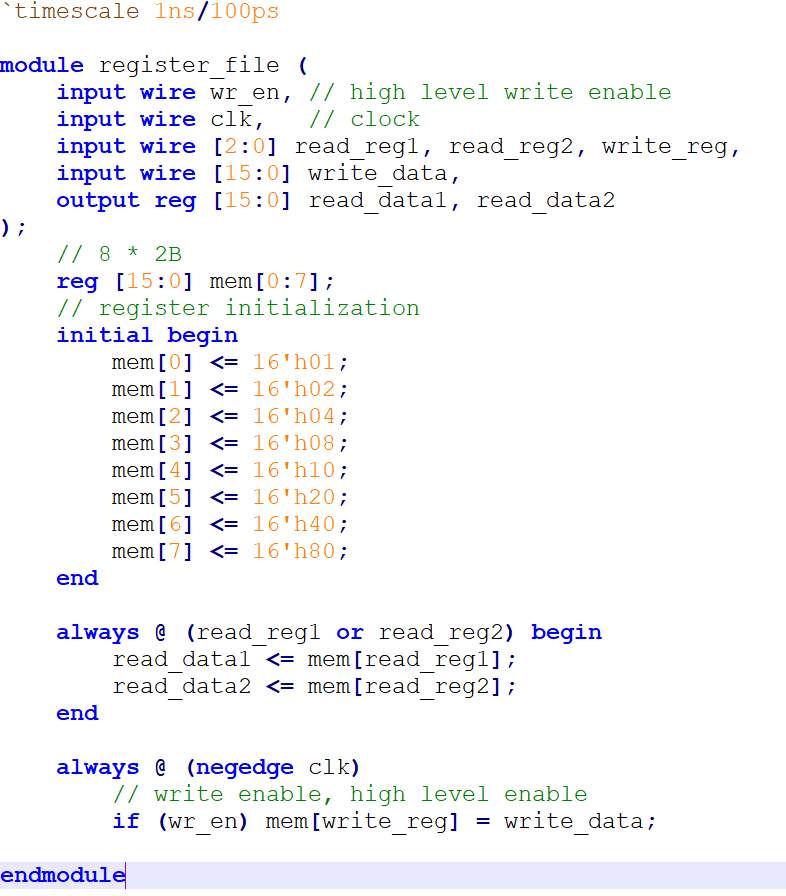 `timescale 1ns/100ps
module register_file (
    input wire wr_en, // high level write enable
    input wire clk,   // clock
    input wire [2:0] read_reg1, read_reg2, write_reg,
    input wire [15:0] write_data,
    output reg [15:0] read_data1, read_data2
);
    // 8 * 2B
    reg [15:0] mem[0:7];
    // register initialization
    initial begin
        mem[0] <= 16'h01;
        mem[1] <= 16'h02;
        mem[2] <= 16'h04;
        mem[3] <= 16'h08;
        mem[4] <= 16'h10;
        mem[5] <= 16'h20;
        mem[6] <= 16'h40;
        mem[7] <= 16'h80;
    end
    always @ (read_reg1 or read_reg2) begin
        read_data1 <= mem[read_reg1];
        read_data2 <= mem[read_reg2];
    end
    always @ (negedge clk)
        // write enable, high level enable
        if (wr_en) mem[write_reg] = write_data;
endmodule